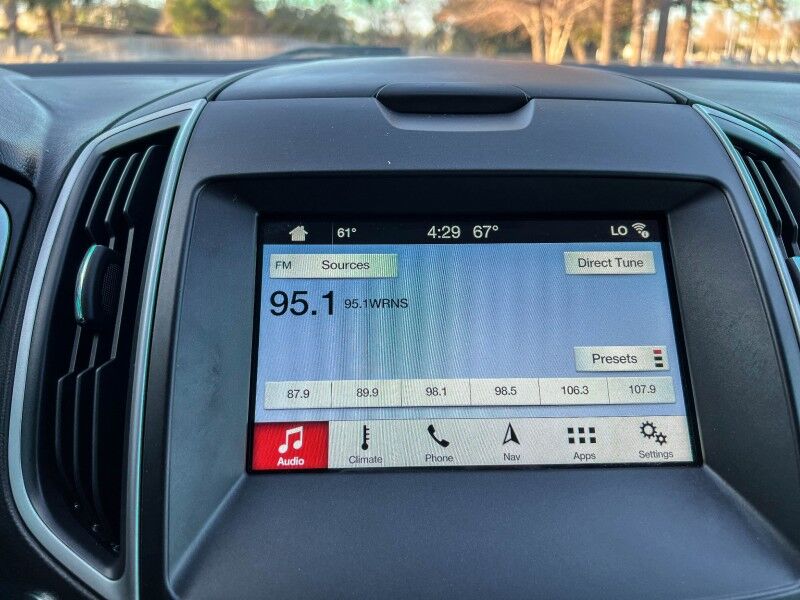 61° 4:29 67° LO
FM Sources Direct Tune
95.1 95.1WRNS
Presets
87.9 89.9 98.1 98.5 106.3 107.9
Audio Climate Phone Nav Apps Settings